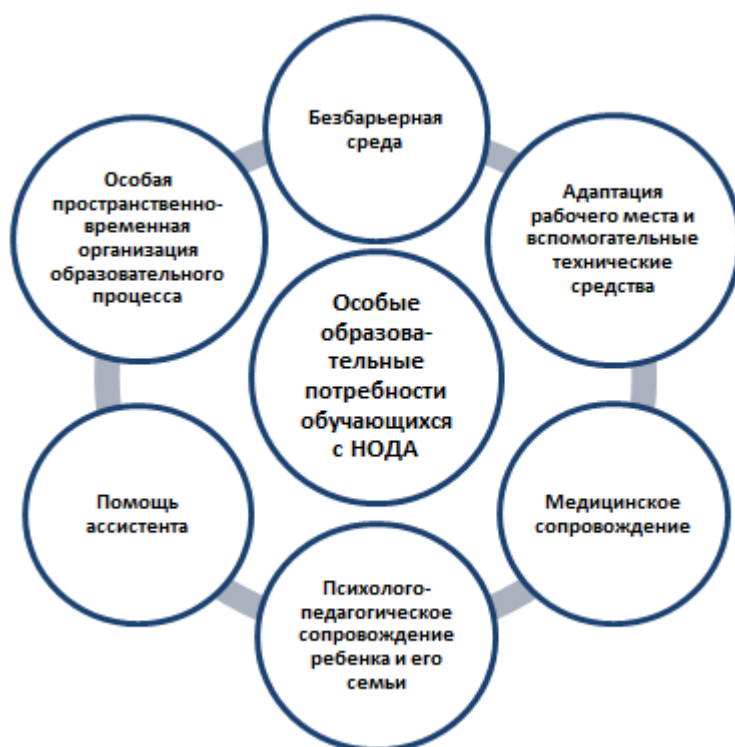 Безбарьерная
среда
Адаптация
рабочего места и
вспомогательные
технические
средства
Медицинское
сопровождение
Психолого-
педагогическое
сопровождение
ребенка и его
семьи
Помощь
ассистента
Особая
пространственно-
временная
организация
образовательного
процесса
Особые
образова-
тельные
потребности
обучающихся
с НОДА